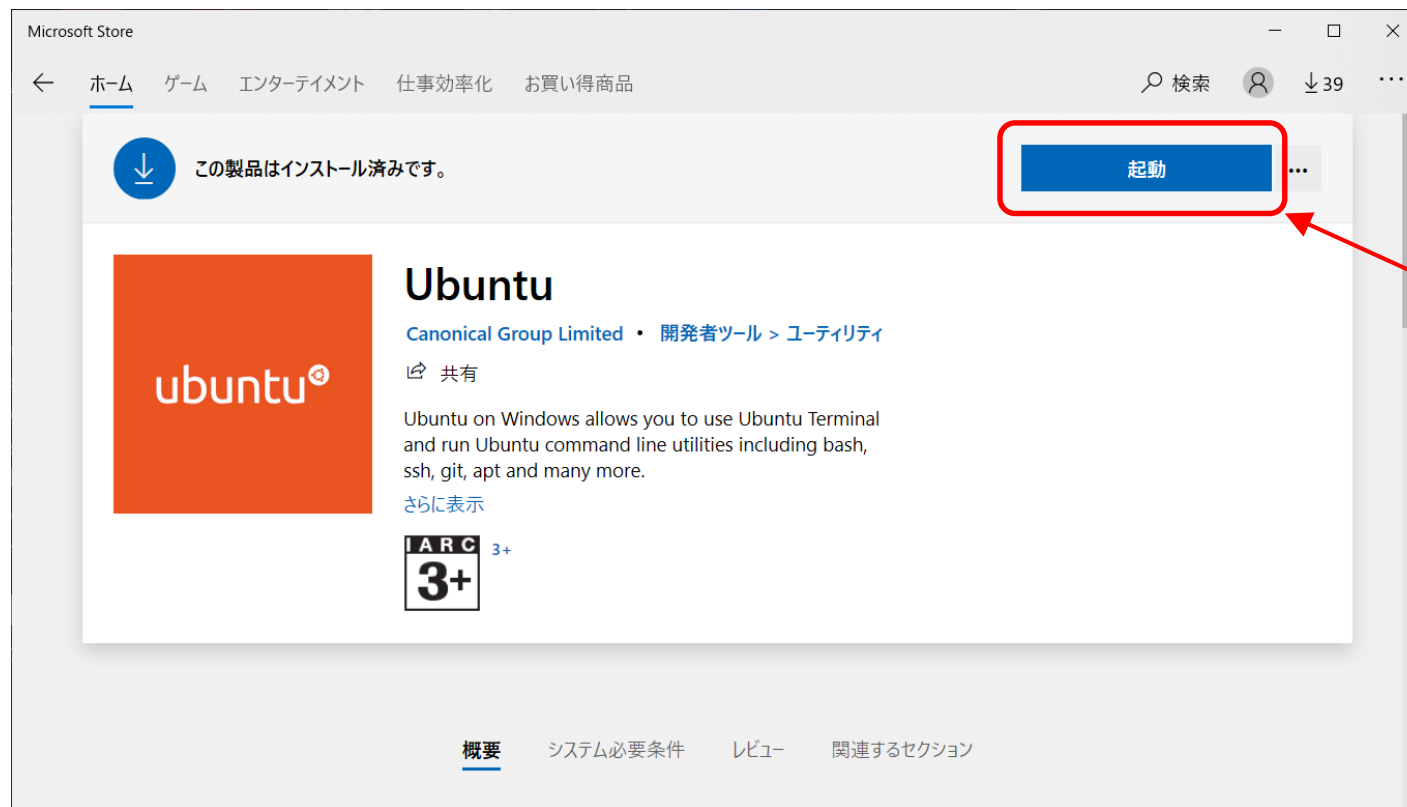 Microsoft Store
ホーム ゲーム エンターテイメント 仕事効率化 お買い得商品 検索 39
この製品はインストール済みです。 起動
Ubuntu
Canonical Group Limited • 開発者ツール > ユーティリティ
共有
ubuntu
Ubuntu on Windows allows you to use Ubuntu Terminal
and run Ubuntu command line utilities including bash,
ssh, git, apt and many more.
さらに表示
IARC 3+
3+
概要 システム必要条件 レビュー 関連するセクション